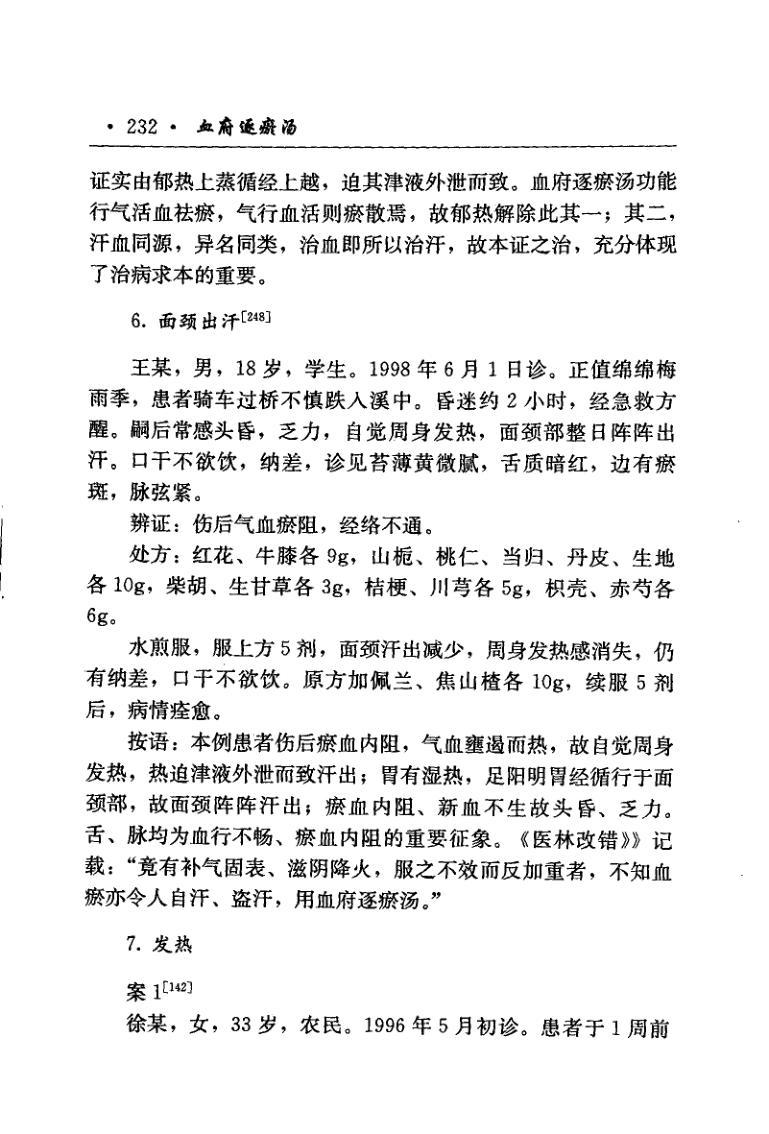 · 232 · 血府逐瘀汤
证实由郁热上蒸循经上越，迫其津液外泄而致。血府逐瘀汤功能
行气活血祛瘀，气行血活则瘀散焉，故郁热解除此其一；其二，
汗血同源，异名同类，治血即所以治汗，故本证之治，充分体现
了治病求本的重要。
6. 面颈出汗[248]
王某，男，18 岁，学生。1998 年 6 月 1 日诊。正值绵绵梅
雨季，患者骑车过桥不慎跌入溪中。昏迷约 2 小时，经急救方
醒。嗣后常感头昏，乏力，自觉周身发热，面颈部整日阵阵出
汗。口干不欲饮，纳差，诊见苔薄黄微腻，舌质暗红，边有瘀
斑，脉弦紧。
辨证：伤后气血瘀阻，经络不通。
处方：红花、牛膝各 9g，山栀、桃仁、当归、丹皮、生地
各 10g，柴胡、生甘草各 3g，桔梗、川芎各 5g，枳壳、赤芍各
6g。
水煎服，服上方 5 剂，面颈汗出减少，周身发热感消失，仍
有纳差，口干不欲饮。原方加佩兰、焦山楂各 10g，续服 5 剂
后，病情痊愈。
按语：本例患者伤后瘀血内阻，气血壅遏而热，故自觉周身
发热，热迫津液外泄而致汗出；胃有湿热，足阳明胃经循行于面
颈部，故面颈阵阵汗出；瘀血内阻、新血不生故头昏、乏力。
舌、脉均为血行不畅、瘀血内阻的重要征象。《医林改错》》记
载：“竟有补气固表、滋阴降火，服之不效而反加重者，不知血
瘀亦令人自汗、盗汗，用血府逐瘀汤。”
7. 发热
案 1[142]
徐某，女，33 岁，农民。1996 年 5 月初诊。患者于 1 周前